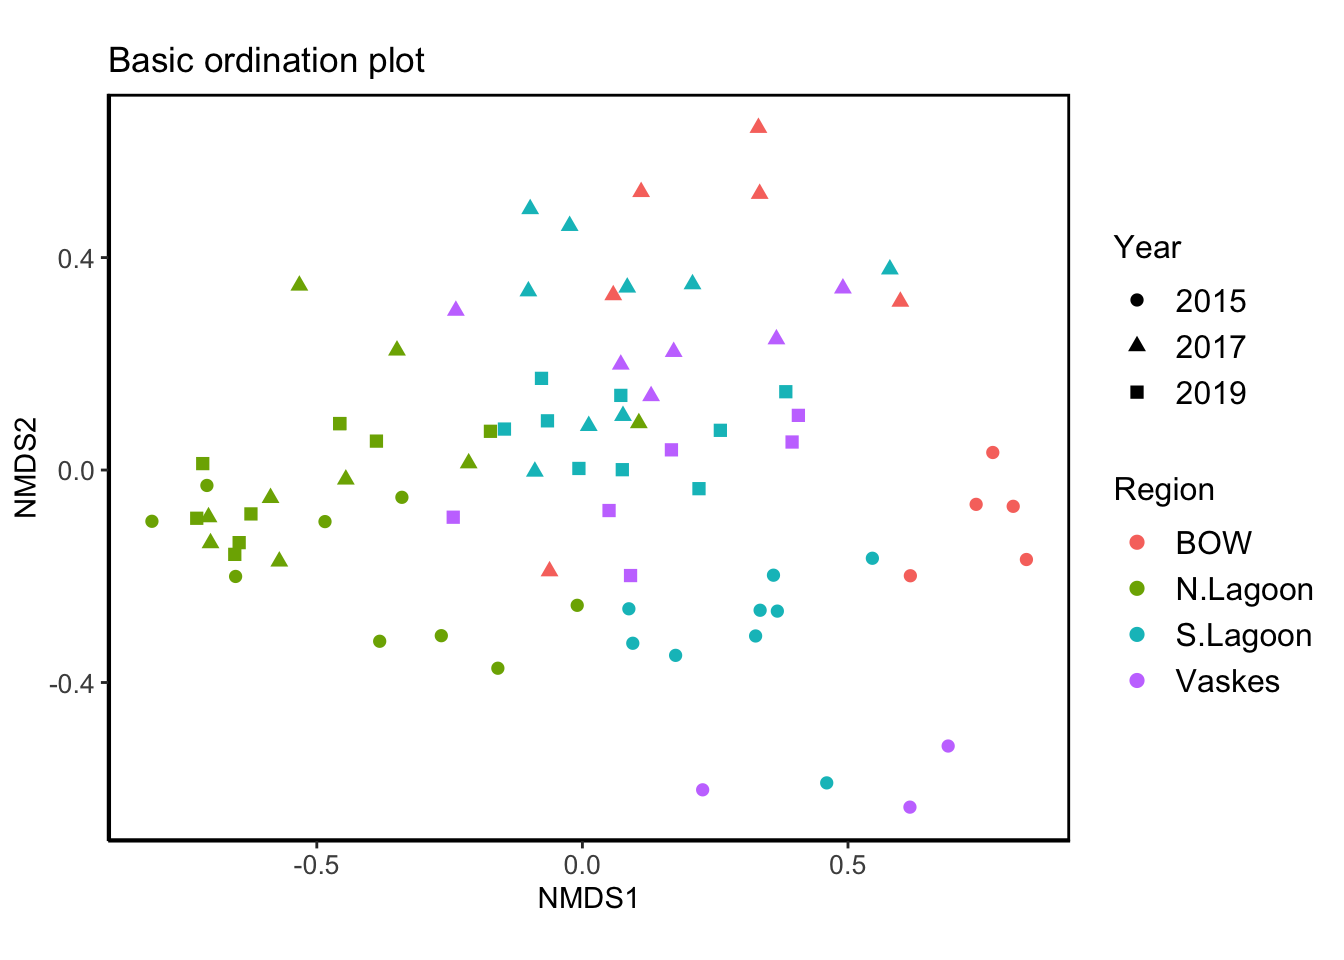 Basic ordination plot
0.4
0.0
-0.4
NMDS2
-0.5
0.0
0.5
NMDS1
Year
2015
2017
2019
Region
BOW
N.Lagoon
S.Lagoon
Vaskes